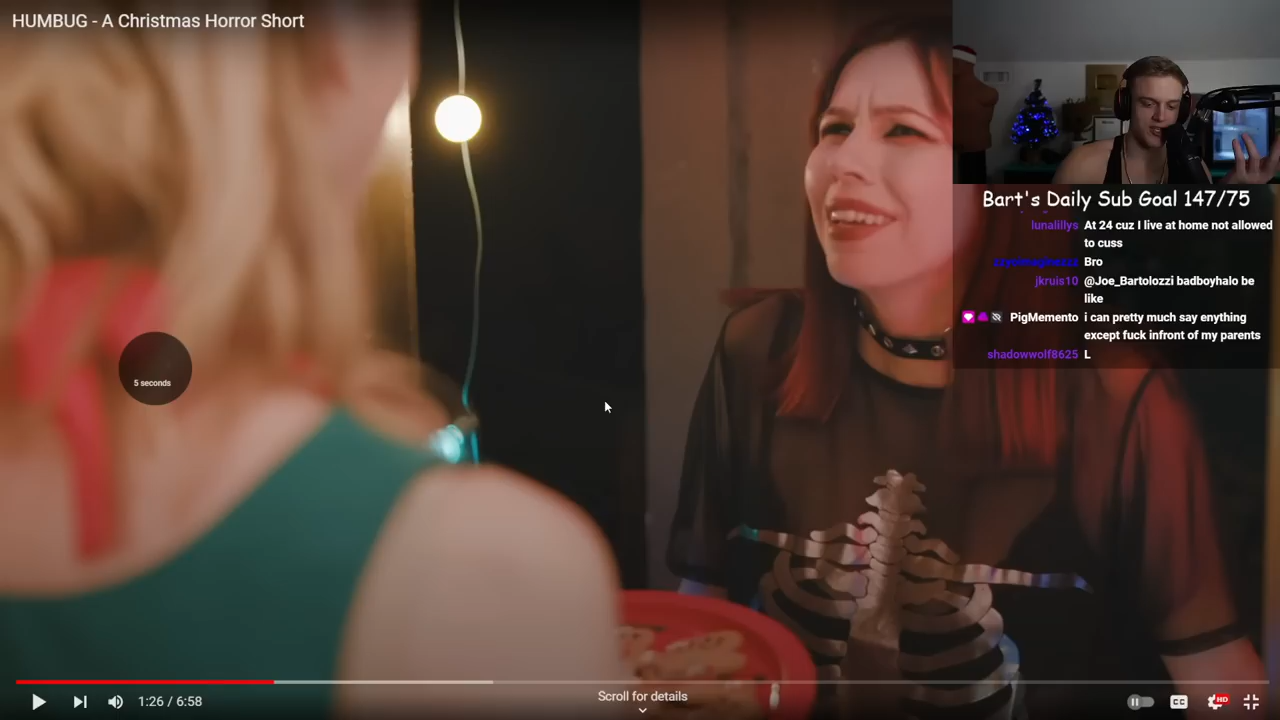 HUMBUG - A Christmas Horror Short
Bart's Daily Sub Goal 147/75
lunalillys At 24 cuz I live at home not allowed
to cuss
Bro
jkruis10 @Joe_Bartolozzi badboyhalo be
like
PigMemento i can pretty much say enything
except fuck infront of my parents
shadowwolf8625 L
5 seconds
Scroll for details
1:26 / 6:58
CC
HD